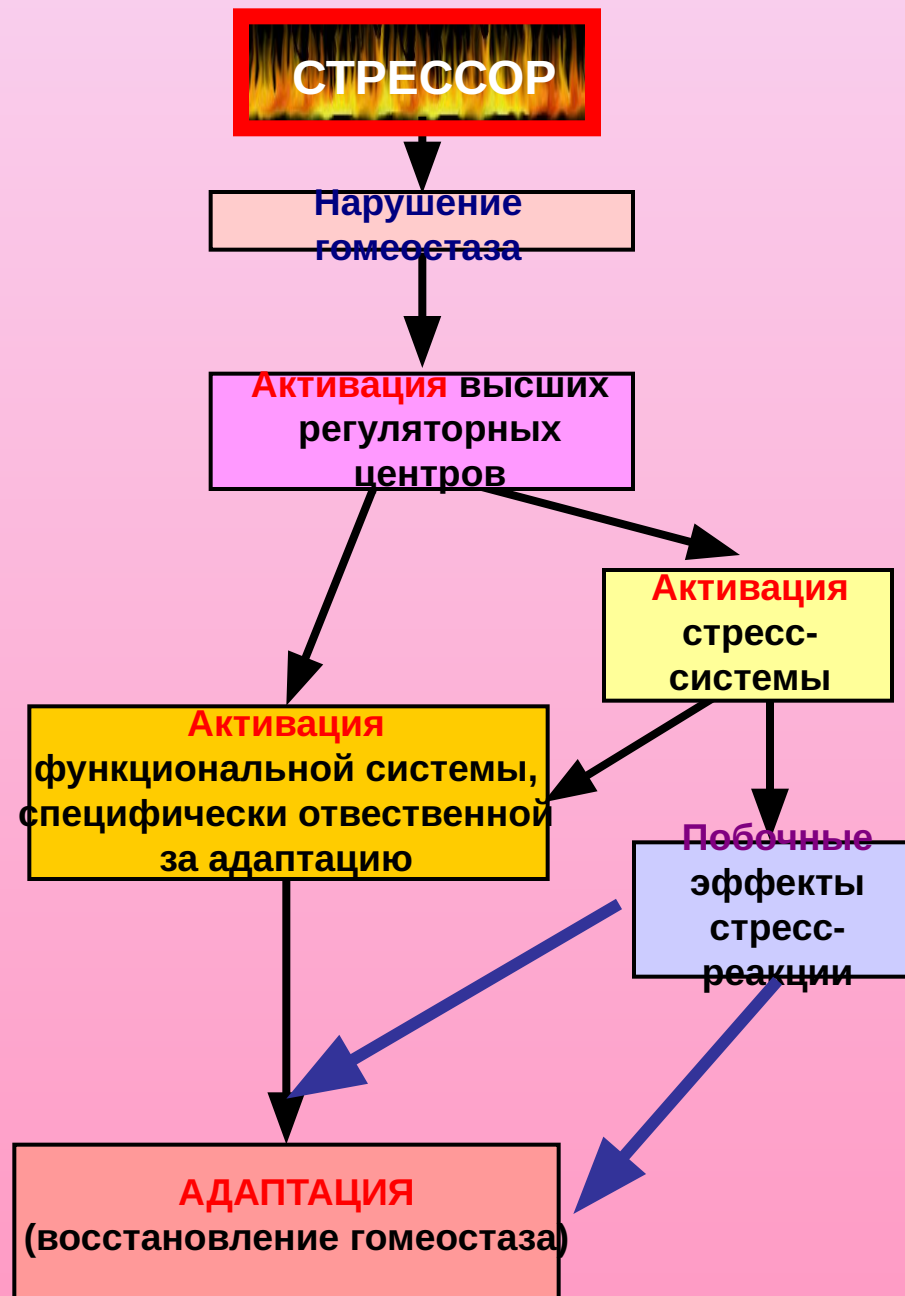 СТРЕССОР
Нарушение
гомеостаза
Активация высших
регуляторных
центров
Активация
стресс-
системы
Активация
функциональной системы,
специфически отвественной
за адаптацию
Побочные
эффекты
стресс-
реакции
АДАПТАЦИЯ
(восстановление гомеостаза)